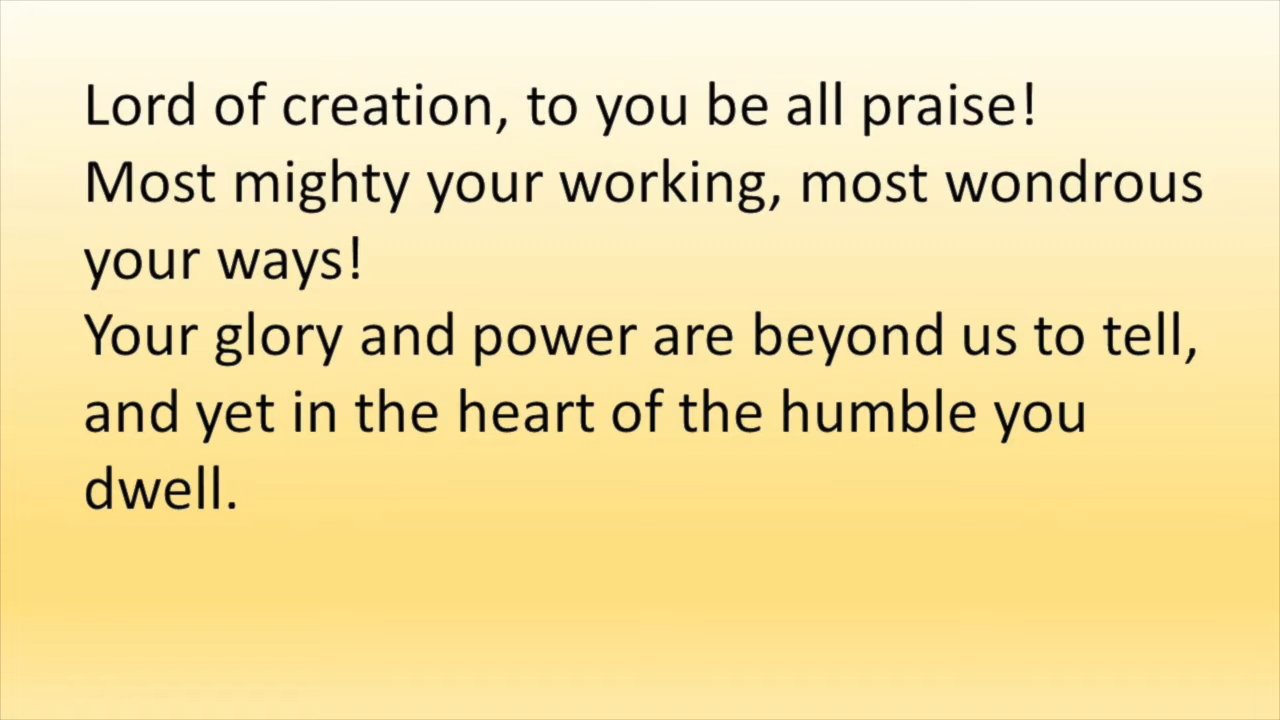 Lord of creation, to you be all praise!
Most mighty your working, most wondrous
your ways!
Your glory and power are beyond us to tell,
and yet in the heart of the humble you
dwell.